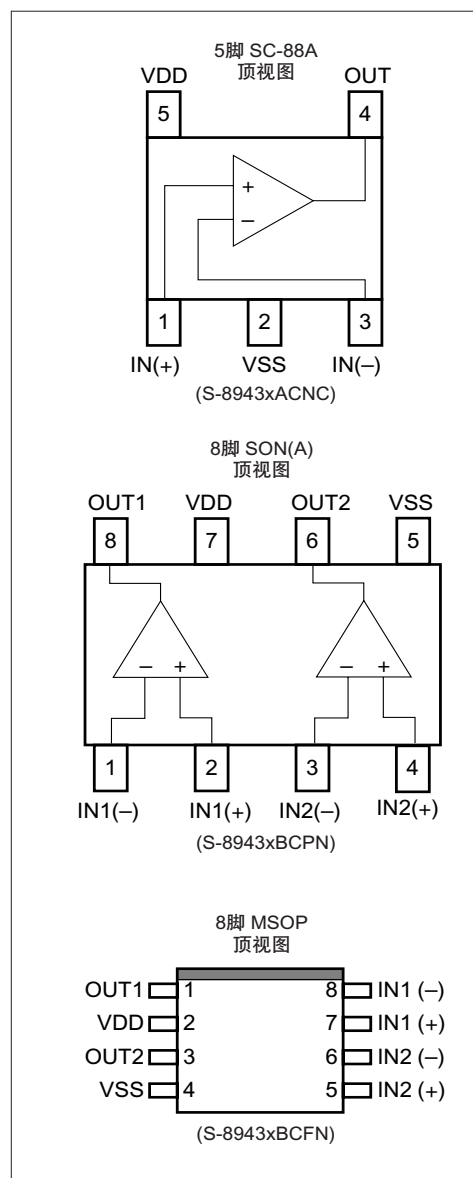 5脚 SC-88A
顶视图
VDD OUT
5 4
+
–
1 2 3
IN(+) VSS IN(–)
(S-8943xACNC)
8脚 SON(A)
顶视图
OUT1 VDD OUT2 VSS
8 7 6 5
– + – +
1 2 3 4
IN1(–) IN1(+) IN2(–) IN2(+)
(S-8943xBCPN)
8脚 MSOP
顶视图
OUT1 1 8 IN1 (–)
VDD 2 7 IN1 (+)
OUT2 3 6 IN2 (–)
VSS 4 5 IN2 (+)
(S-8943xBCFN)